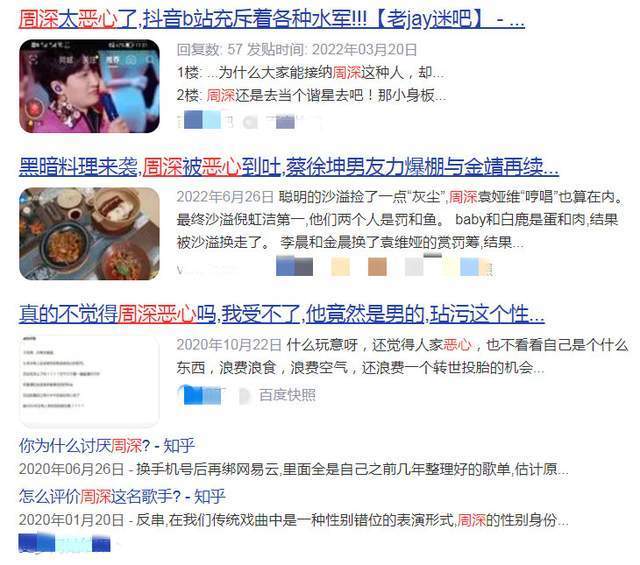 周深太恶心了,抖音b站充斥着各种水军!!!【老jay迷吧】 - ...
回复数: 57 发贴时间: 2022年03月20日
1楼: ...为什么大家能接纳周深这种人，却...
2楼: 周深还是去当个谐星去吧！那小身板...
黑暗料理来袭,周深被恶心到吐,蔡徐坤男友力爆棚与金靖再续...
2022年6月26日 聪明的沙溢捡了一点“灰尘”,周深袁娅维“哼唱”也算在内。
最终沙溢倪虹洁第一,他们两个人是罚和鱼。 baby和白鹿是蛋和肉,结果
被沙溢换走了。 李晨和金晨换了袁维娅的赏罚筹,结果...
真的不觉得周深恶心吗,我受不了,他竟然是男的,玷污这个性...
2020年10月22日 什么玩意呀，还觉得人家恶心，也不看看自己是个什么
东西，浪费浪食，浪费空气，还浪费一个转世投胎的机会...
百度快照
你为什么讨厌周深? - 知乎
2020年06月26日 - 换手机号后再绑网易云,里面全是自己之前几年整理好的歌单,估计原...
怎么评价周深这名歌手? - 知乎
2020年01月20日 - 反串,在我们传统戏曲中是一种性别错位的表演形式,周深的性别身份...